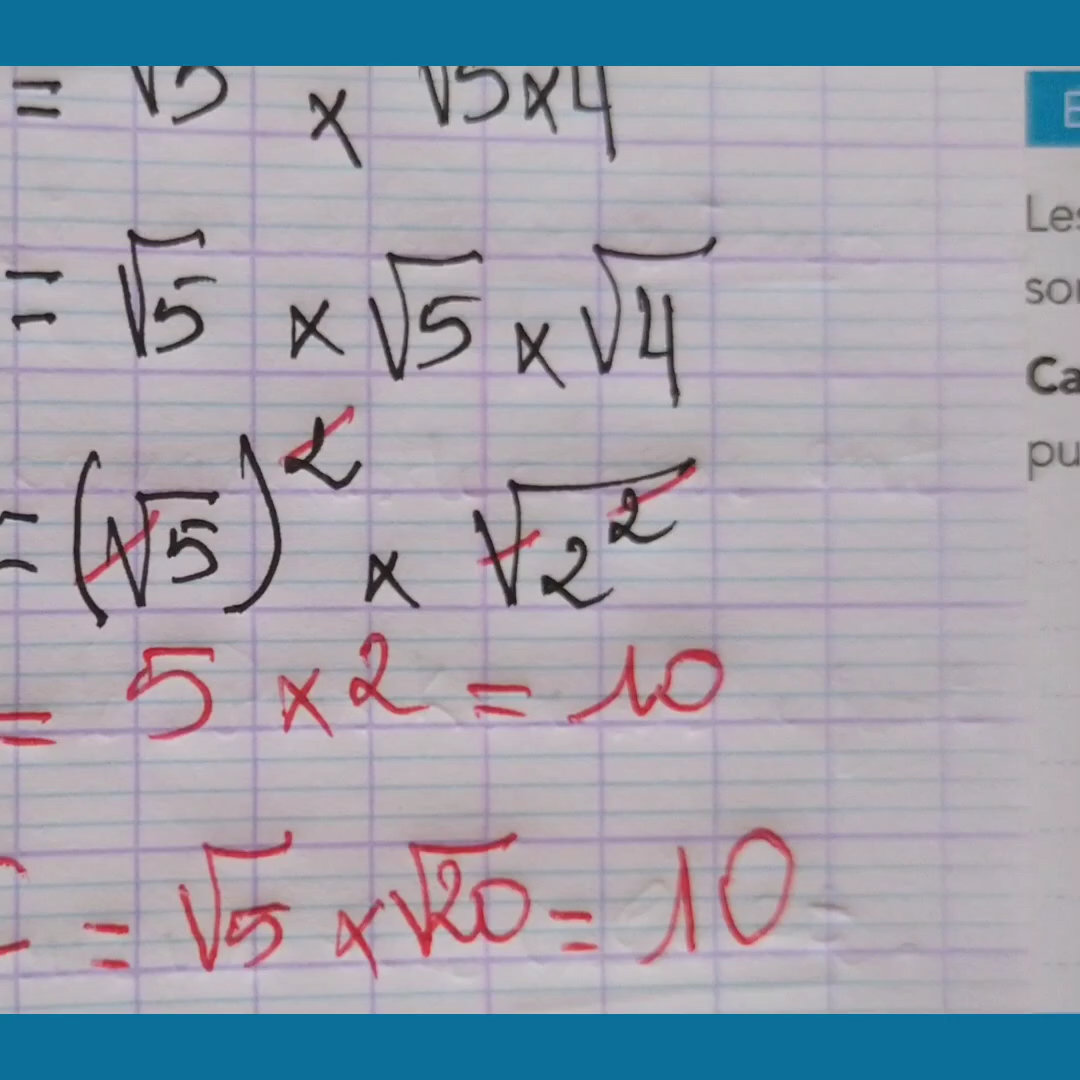 = √5 × √5×4
= √5 × √5 × √4
= (√5)² × √2²
= 5 × 2 = 10
= √5 × √20 = 10